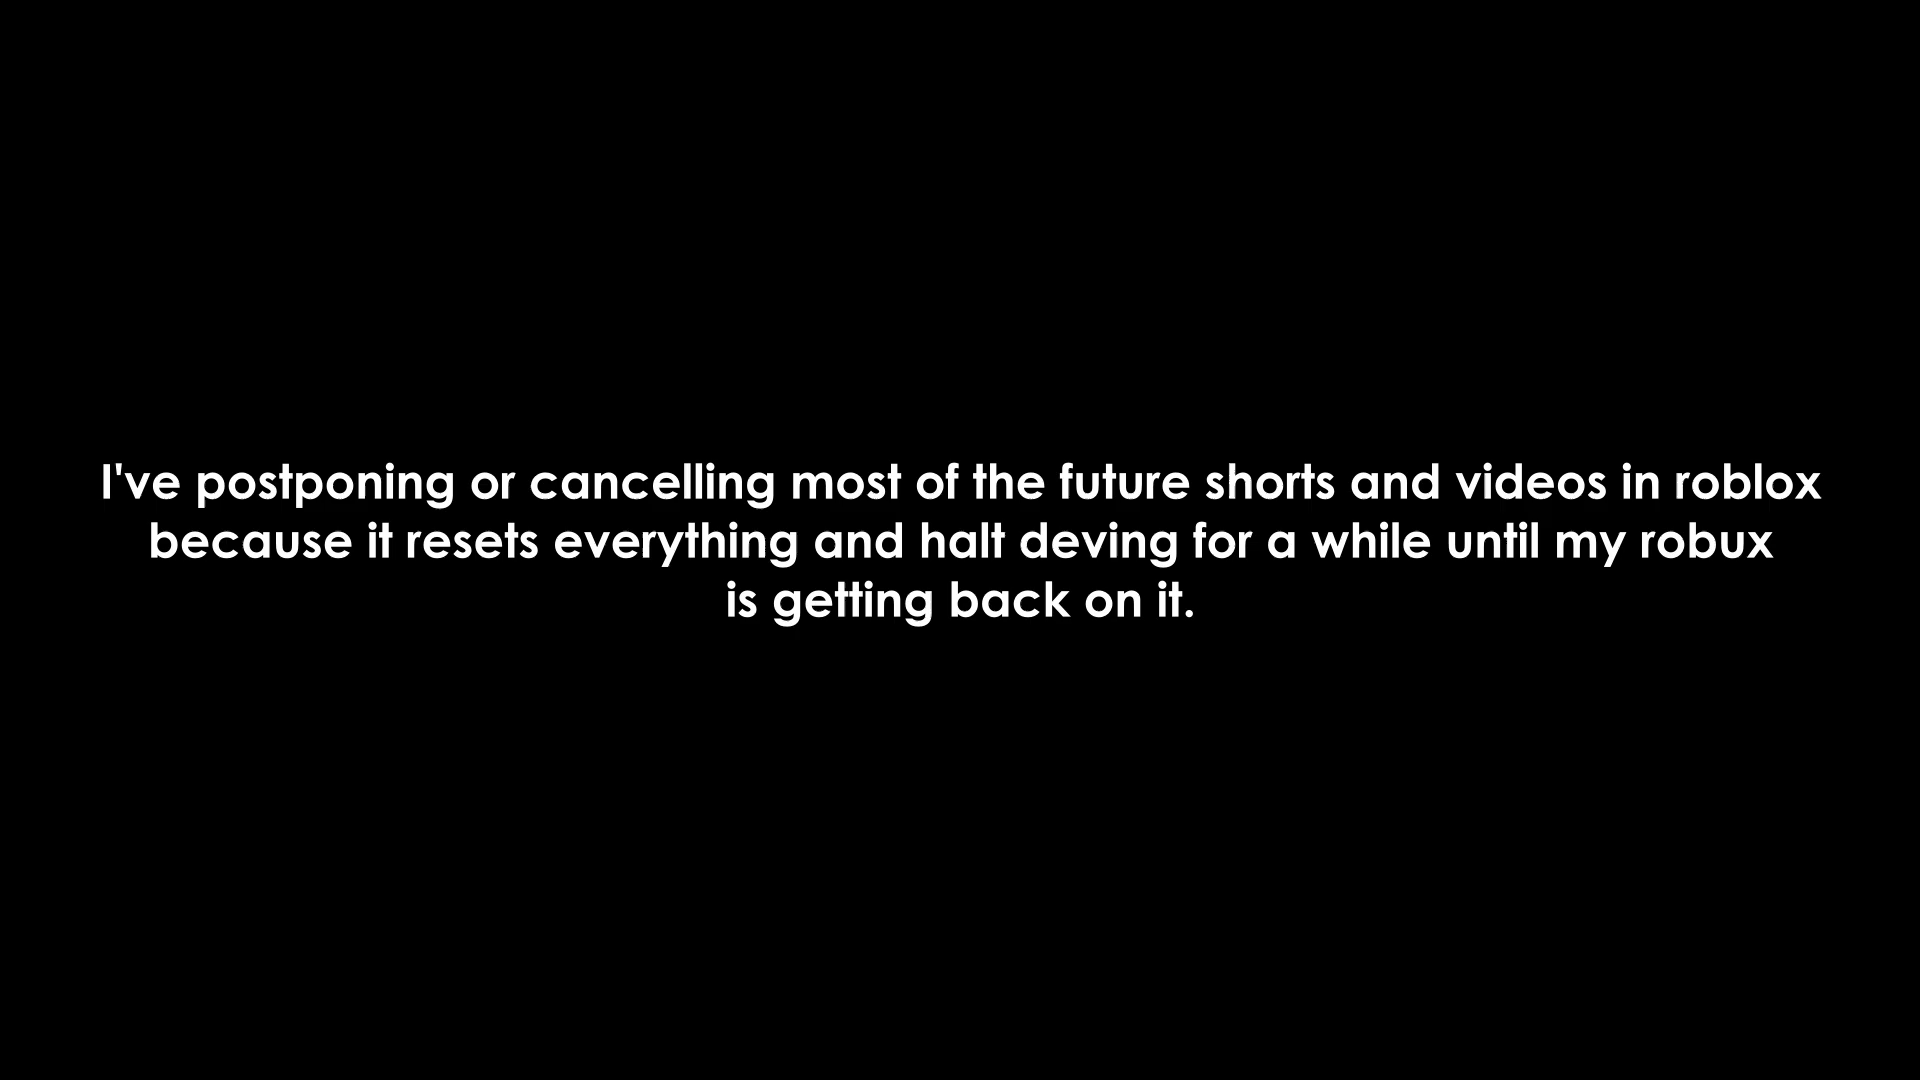 I've postponing or cancelling most of the future shorts and videos in roblox
because it resets everything and halt deving for a while until my robux
is getting back on it.